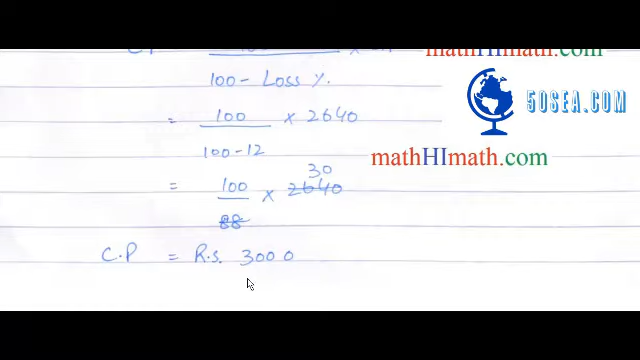 mathHImath.com
100 - Loss %.
= 100 × 2640
100 - 12
50SEA.COM
mathHImath.com
30
= 100 × 2640
88
C.P = R.s. 3000